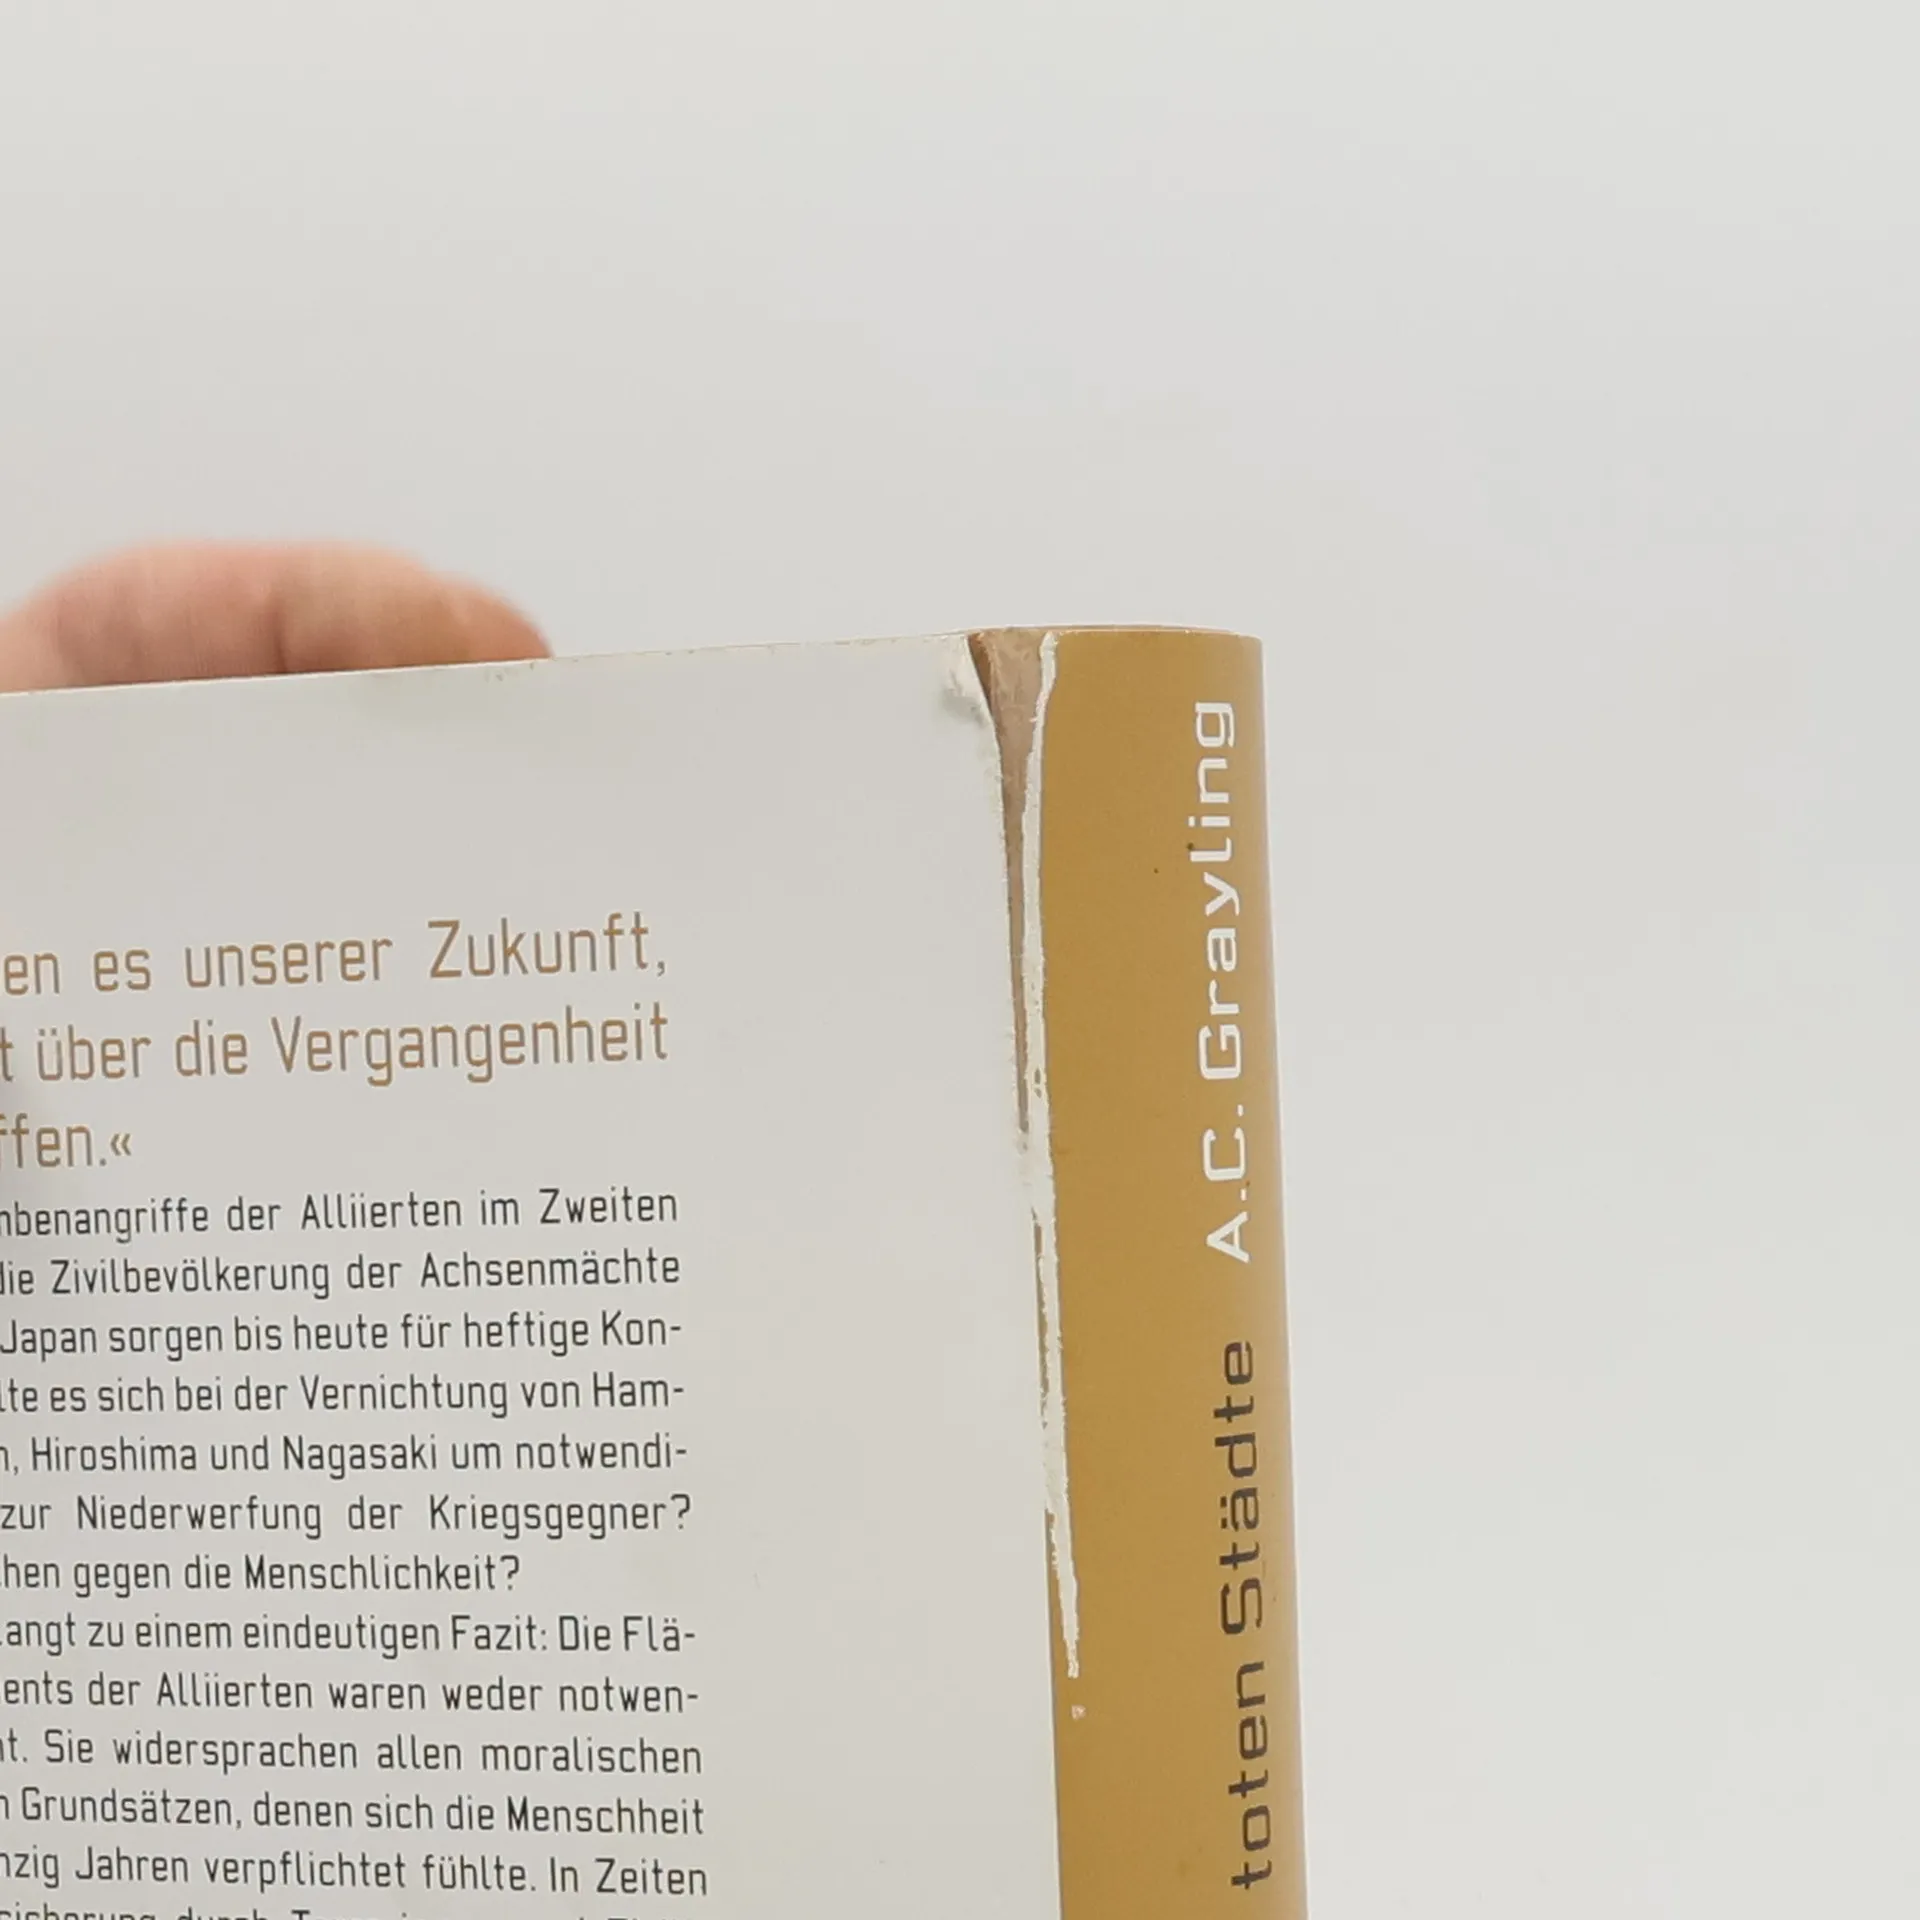 en es unserer Zukunft,
t über die Vergangenheit
ffen.«
nbenangriffe der Alliierten im Zweiten
die Zivilbevölkerung der Achsenmächte
Japan sorgen bis heute für heftige Kon-
lte es sich bei der Vernichtung von Ham-
n, Hiroshima und Nagasaki um notwendi-
zur Niederwerfung der Kriegsgegner?
chen gegen die Menschlichkeit?
langt zu einem eindeutigen Fazit: Die Flä-
ents der Alliierten waren weder notwen-
nt. Sie widersprachen allen moralischen
n Grundsätzen, denen sich die Menschheit
nzig Jahren verpflichtet fühlte. In Zeiten
toten Städte A.C. Grayling